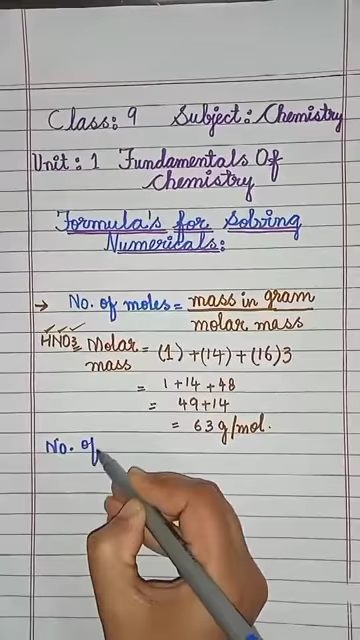 Class: 9 Subject: Chemistry
Unit: 1 Fundamentals Of
Chemistry
Formula's for Solving
Numericals:
→ No. of moles = mass in gram
molar mass
HNO3 = Molar mass = (1) + (14) + (16)3
= 1+14+48
= 49+14
= 63g/mol.
No. of